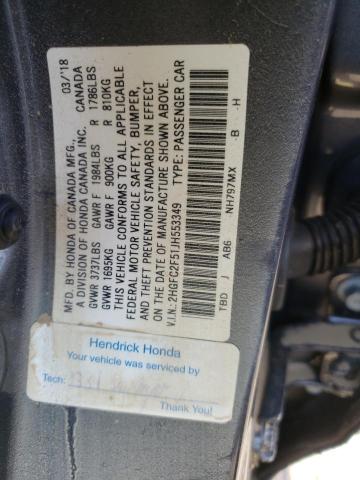 MFD. BY HONDA OF CANADA MFG., 03/'18
A DIVISION OF HONDA CANADA INC. CANADA
GVWR 3737LBS GAWR F 1984LBS R 1786LBS
GVWR 1695KG GAWR F 900KG R 810KG
THIS VEHICLE CONFORMS TO ALL APPLICABLE
FEDERAL MOTOR VEHICLE SAFETY, BUMPER,
AND THEFT PREVENTION STANDARDS IN EFFECT
ON THE DATE OF MANUFACTURE SHOWN ABOVE.
V.I.N.: 2HGFC2F51JH553349 TYPE: PASSENGER CAR
TBD J AB6 NH797MX -B -H
Hendrick Honda
Your vehicle was serviced by
Tech:
Thank You!